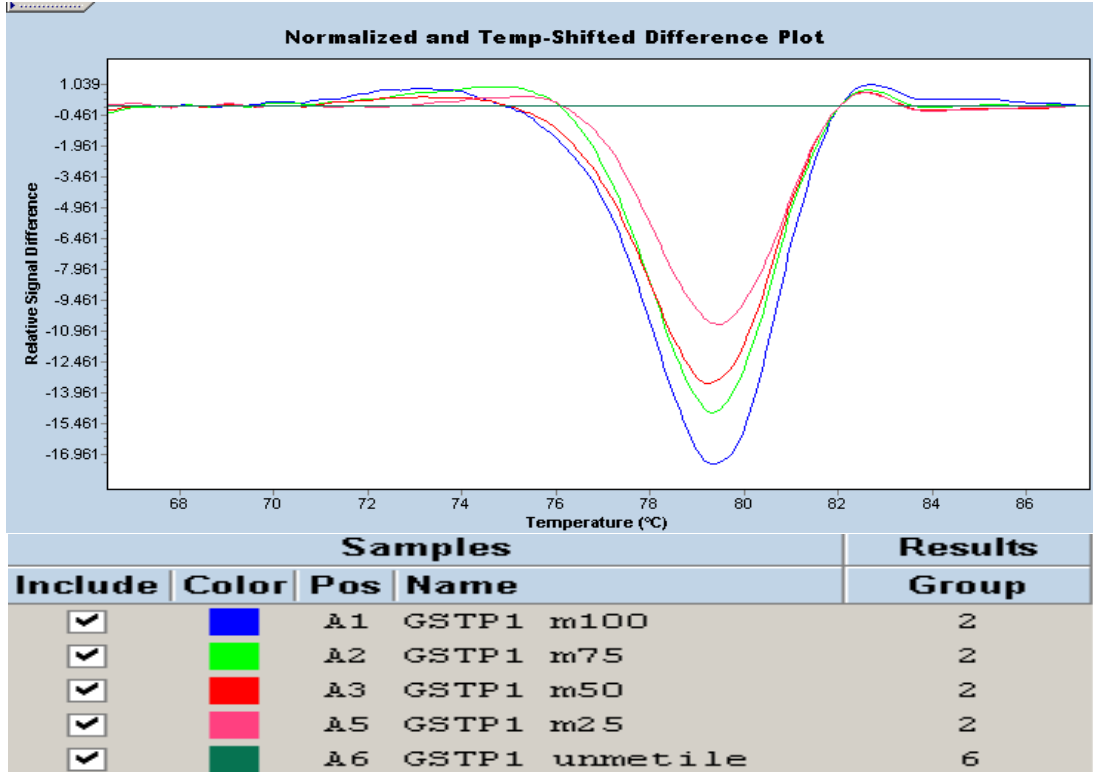 Normalized and Temp-Shifted Difference Plot
1.039
-0.461
-1.961
-3.461
-4.961
-6.461
-7.961
-9.461
-10.961
-12.461
-13.961
-15.461
-16.961
Relative Signal Difference
68 70 72 74 76 78 80 82 84 86
Temperature (°C)
Samples Results
Include Color Pos Name Group
A1 GSTP1 m100 2
A2 GSTP1 m75 2
A3 GSTP1 m50 2
A5 GSTP1 m25 2
A6 GSTP1 unmetile 6